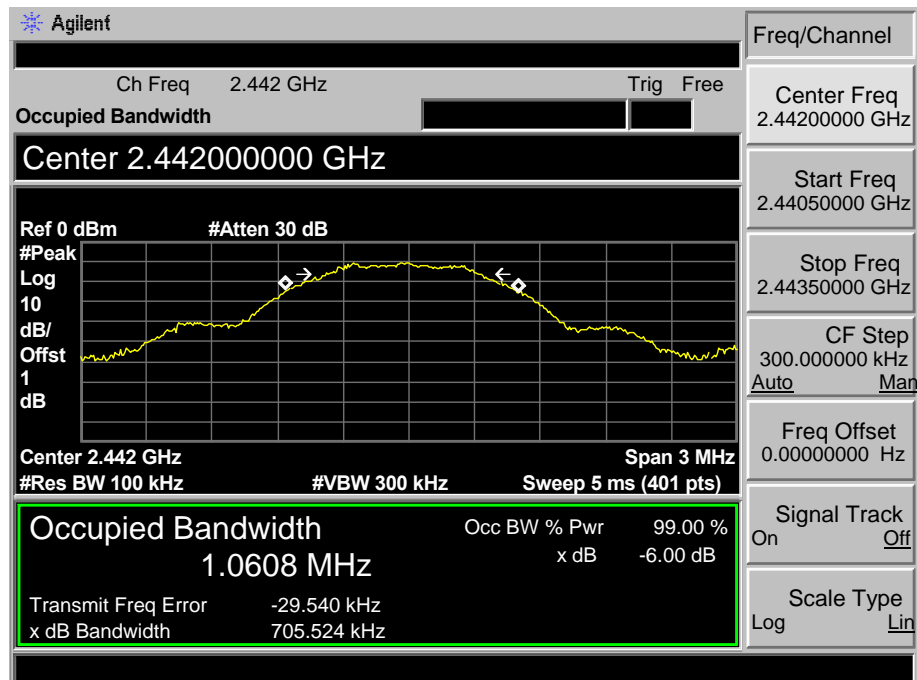 Agilent
Freq/Channel
Ch Freq 2.442 GHz Trig Free
Occupied Bandwidth
Center 2.442000000 GHz
Ref 0 dBm #Atten 30 dB
#Peak
Log
10
dB/
Offst
1
dB
Center 2.442 GHz Span 3 MHz
#Res BW 100 kHz #VBW 300 kHz Sweep 5 ms (401 pts)
Occupied Bandwidth
1.0608 MHz
Occ BW % Pwr 99.00 %
x dB -6.00 dB
Transmit Freq Error -29.540 kHz
x dB Bandwidth 705.524 kHz
Center Freq
2.44200000 GHz
Start Freq
2.44050000 GHz
Stop Freq
2.44350000 GHz
CF Step
300.000000 kHz
Auto Man
Freq Offset
0.00000000 Hz
Signal Track
On Off
Scale Type
Log Lin